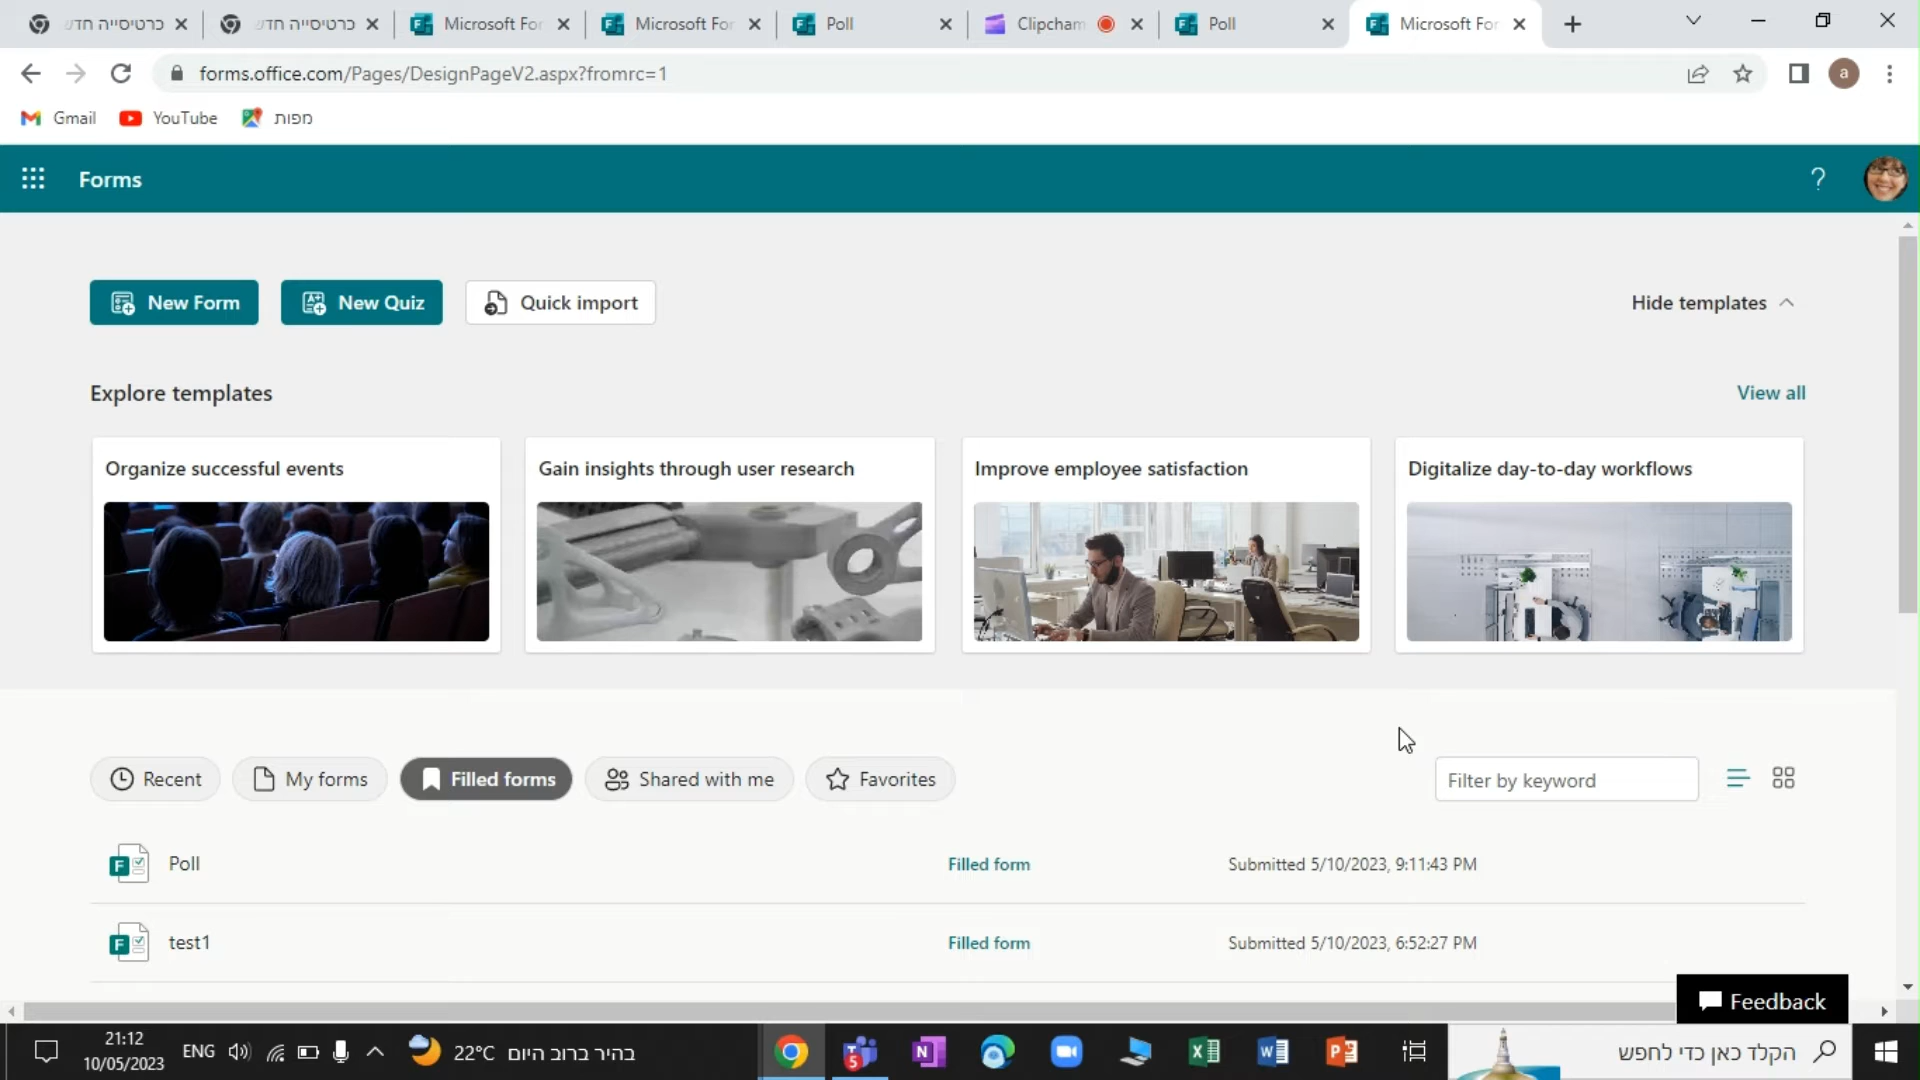 כרטיסייה חדש
כרטיסייה חדש
Microsoft For
Microsoft For
Poll
Clipcham
Poll
Microsoft For
forms.office.com/Pages/DesignPageV2.aspx?fromrc=1
a
Gmail
YouTube
מפות
Forms
?
New Form
New Quiz
Quick import
Hide templates
Explore templates
View all
Organize successful events
Gain insights through user research
Improve employee satisfaction
Digitalize day-to-day workflows
Recent
My forms
Filled forms
Shared with me
Favorites
Filter by keyword
Poll
Filled form
Submitted 5/10/2023, 9:11:43 PM
test1
Filled form
Submitted 5/10/2023, 6:52:27 PM
Feedback
21:12
10/05/2023
ENG
22°C
בהיר ברוב היום
הקלד כאן כדי לחפש